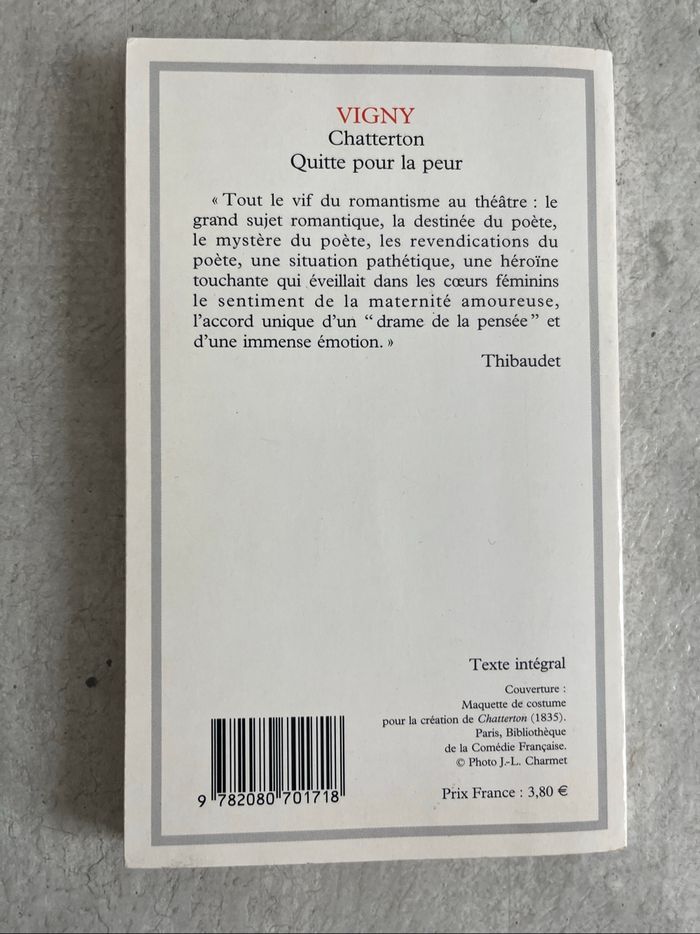 VIGNY
Chatterton
Quitte pour la peur
« Tout le vif du romantisme au théâtre : le
grand sujet romantique, la destinée du poète,
le mystère du poète, les revendications du
poète, une situation pathétique, une héroïne
touchante qui éveillait dans les cœurs féminins
le sentiment de la maternité amoureuse,
l'accord unique d'un “ drame de la pensée ” et
d'une immense émotion. »
Thibaudet
Texte intégral
Couverture :
Maquette de costume
pour la création de Chatterton (1835).
Paris, Bibliothèque
de la Comédie Française.
© Photo J.-L. Charmet
9 782080 701718
Prix France : 3,80 €